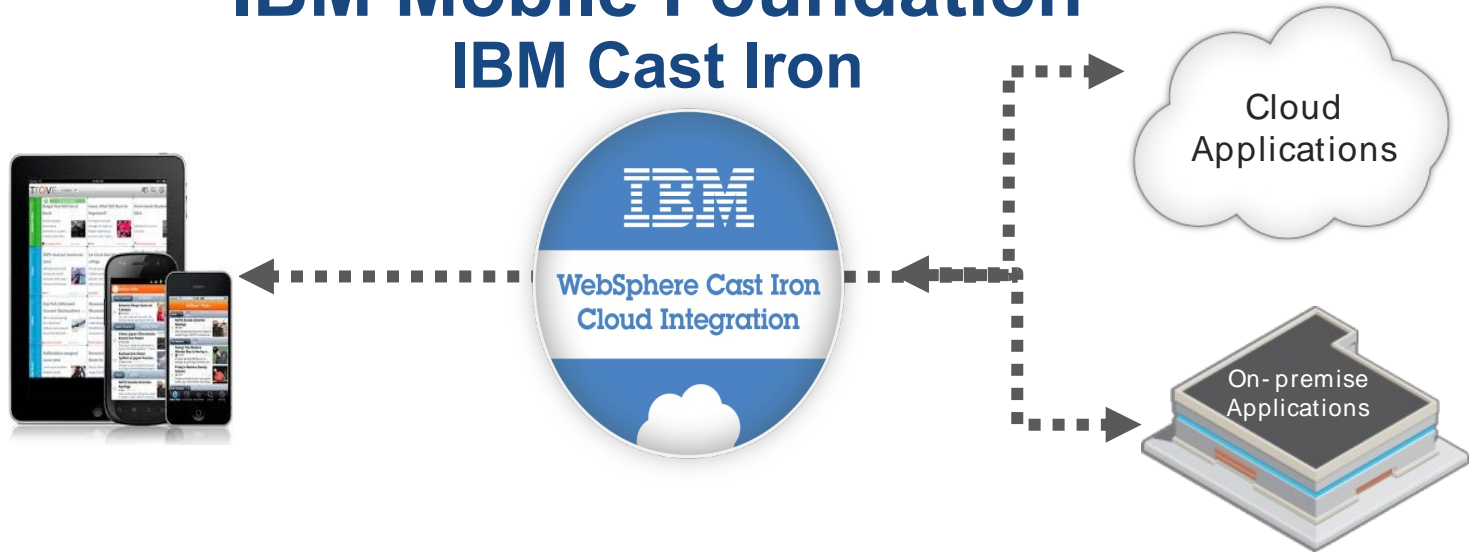 IBM Mobile Foundation
IBM Cast Iron
Cloud
Applications
IBM
WebSphere Cast Iron
Cloud Integration
On-premise
Applications